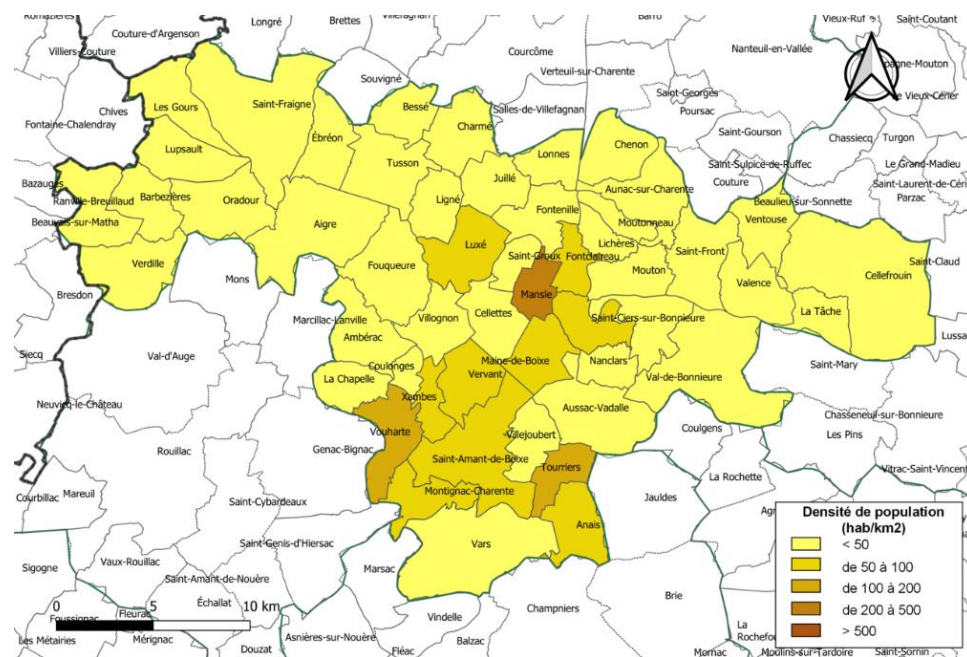 Romazières
Couture-d'Argenson
Longré
Brettes
Villefagnan
Barro
Vieux-Ruf
Saint-Coutant
Villiers-Couture
Courcôme
Nanteuil-en-Vallée
Souvigné
Verteuil-sur-Charente
Bessé
Salles-de-Villefagnan
Saint-Georges
Poursac
Le Vieux-Cérier
Chives
Les Gours
Saint-Fraigne
Fontaine-Chalendray
Ébréon
Charmé
Saint-Gourson
Chassiecq
Turgon
Lupsault
Tusson
Lonnes
Chenon
Saint-Sulpice-de-Ruffec
Couture
Le Grand-Madieu
Bazauges
Juillé
Aunac-sur-Charente
Saint-Laurent-de-Céri
Parzac
Ranville-Breuillaud
Barbezières
Oradour
Ligné
Beaulieu-sur-Sonnette
Beauvais-sur-Matha
Aigre
Fontenille
Moutonneau
Ventouse
Luxé
Lichères
Saint-Front
Saint-Groux
Fontclaireau
Saint-Claud
Verdille
Fouqueure
Mouton
Valence
Cellefrouin
Mons
Mansle
Bresdon
Marcillac-Lanville
Villognon
Cellettes
Saint-Ciers-sur-Bonnieure
La Tâche
Ambérac
Lussa
Siecq
Val-d'Auge
Coulonges
Maine-de-Boixe
Nanclars
Saint-Mary
La Chapelle
Vervant
Val-de-Bonnieure
Neuvicq-le-Château
Xambes
Aussac-Vadalle
Chasseneuil-sur-Bonnieure
Vouharte
Villejoubert
Coulgens
Les Pins
Rouillac
Genac-Bignac
Saint-Amant-de-Boixe
Tourriers
La Rochette
Vitrac-Saint-Vincent
Courbillac
Mareuil
Montignac-Charente
Jauldes
Saint-Cybardeaux
Anais
Saint-Genis-d'Hiersac
Vars
Vaux-Rouillac
Marsac
Sigogne
Saint-Amant-de-Nouère
Brie
Échallat
Champniers
Foussignac
Fleurac
Vindelle
Les Métairies
Mérignac
Asnières-sur-Nouère
Balzac
Douzat
Fléac
Mornac
Moulins-sur-Tardoire
Saint-Sornin
0 5 10 km
Densité de population
(hab/km2)
< 50
de 50 à 100
de 100 à 200
de 200 à 500
> 500